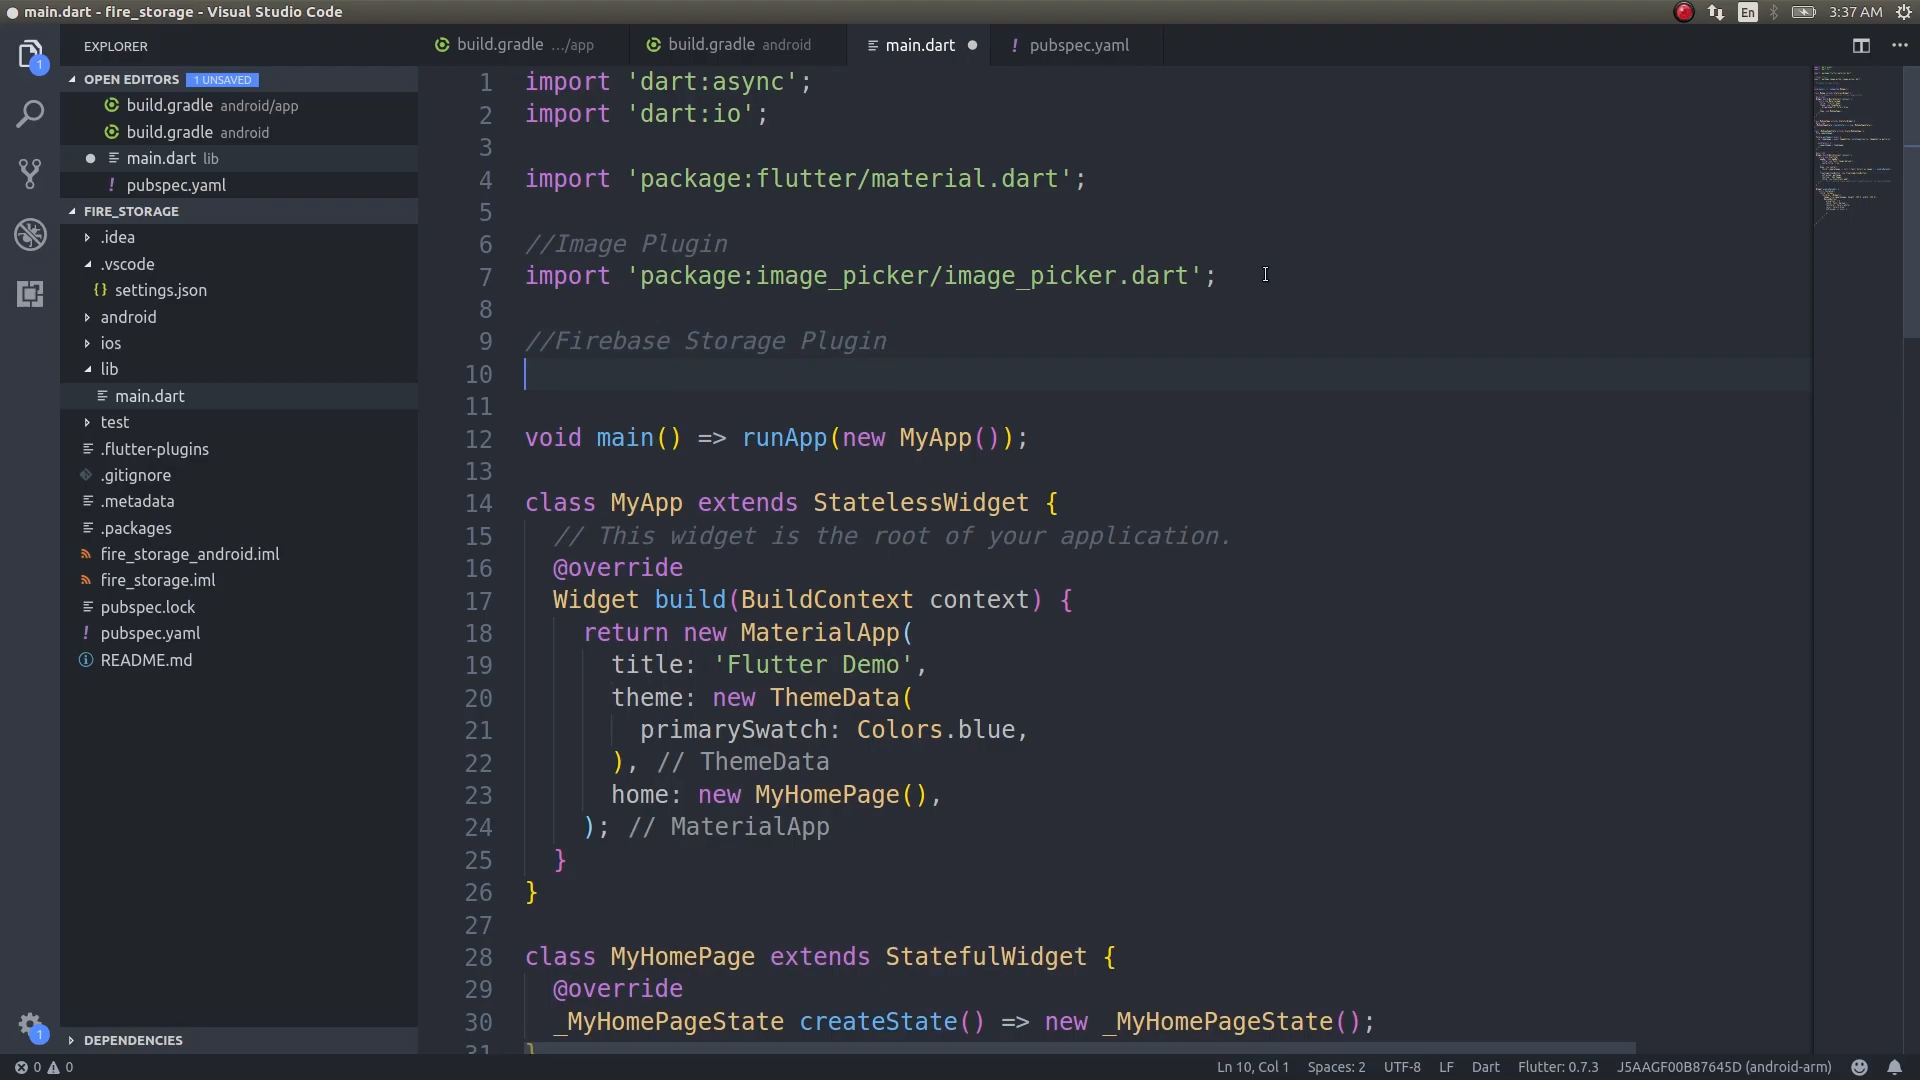 main.dart - fire_storage - Visual Studio Code
En
3:37 AM
1
EXPLORER
OPEN EDITORS 1 UNSAVED
build.gradle android/app
build.gradle android
main.dart lib
! pubspec.yaml
FIRE_STORAGE
.idea
.vscode
{} settings.json
android
ios
lib
main.dart
test
.flutter-plugins
.gitignore
.metadata
.packages
fire_storage_android.iml
fire_storage.iml
pubspec.lock
! pubspec.yaml
README.md
DEPENDENCIES
1
build.gradle .../app
build.gradle android
main.dart
! pubspec.yaml
1 import 'dart:async';
2 import 'dart:io';
3
4 import 'package:flutter/material.dart';
5
6 //Image Plugin
7 import 'package:image_picker/image_picker.dart';
8
9 //Firebase Storage Plugin
10
11
12 void main() => runApp(new MyApp());
13
14 class MyApp extends StatelessWidget {
15 // This widget is the root of your application.
16 @override
17 Widget build(BuildContext context) {
18 return new MaterialApp(
19 title: 'Flutter Demo',
20 theme: new ThemeData(
21 primarySwatch: Colors.blue,
22 ), // ThemeData
23 home: new MyHomePage(),
24 ); // MaterialApp
25 }
26 }
27
28 class MyHomePage extends StatefulWidget {
29 @override
30 _MyHomePageState createState() => new _MyHomePageState();
31 }
0 0
Ln 10, Col 1 Spaces: 2 UTF-8 LF Dart Flutter: 0.7.3 J5AAGF00B87645D (android-arm)